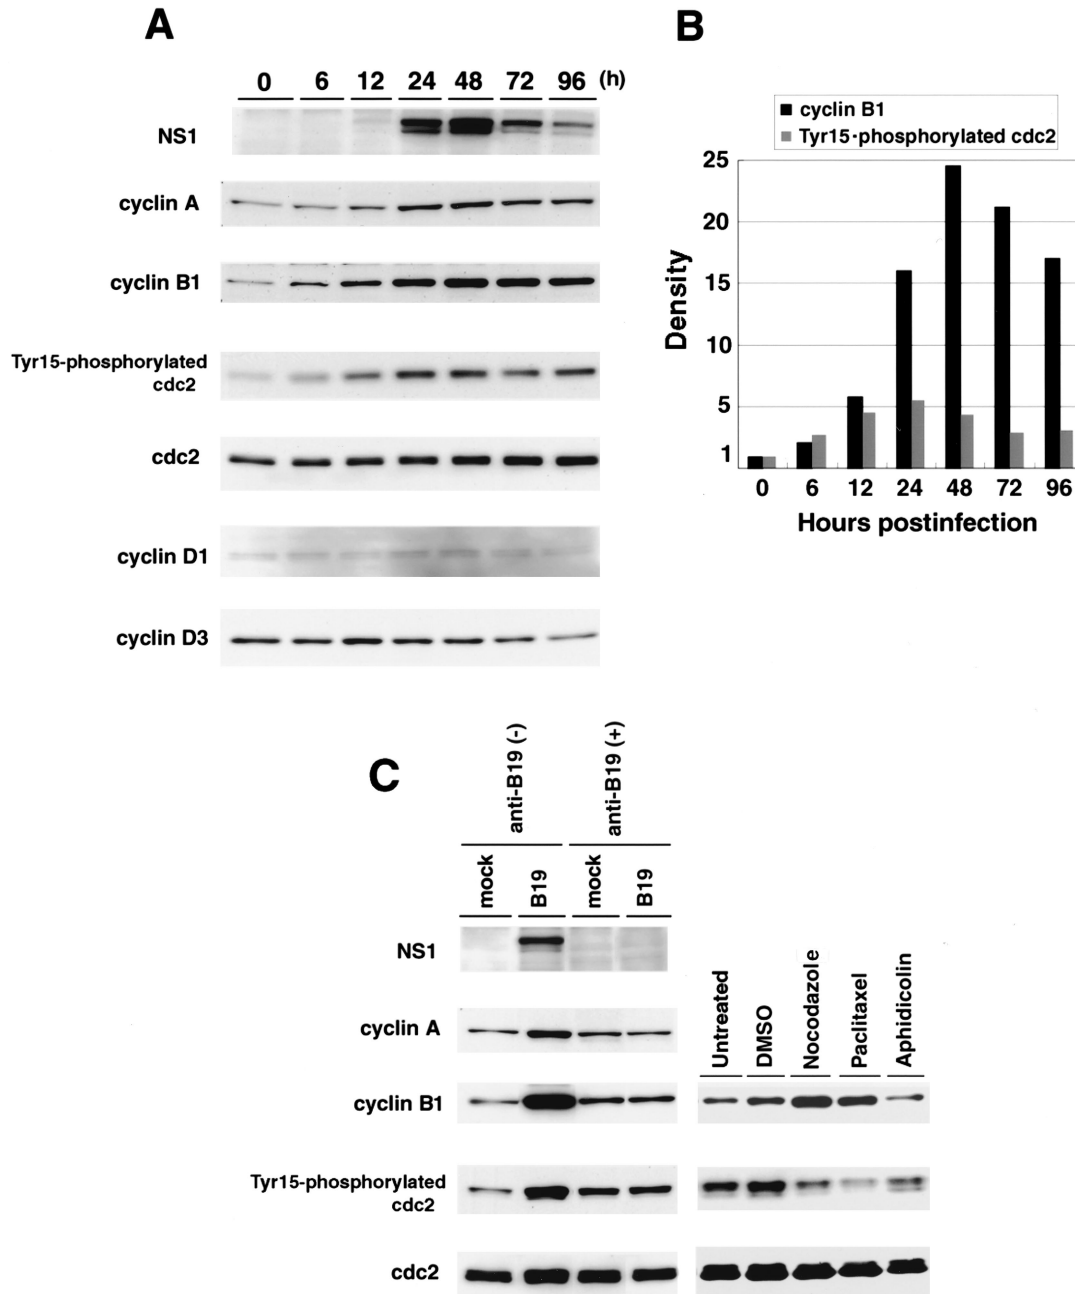 A
0 6 12 24 48 72 96 (h)
NS1
cyclin A
cyclin B1
Tyr15-phosphorylated
cdc2
cdc2
cyclin D1
cyclin D3
B
cyclin B1
Tyr15-phosphorylated cdc2
25
20
15
10
5
1
Density
0 6 12 24 48 72 96
Hours postinfection
C
anti-B19 (-)
anti-B19 (+)
mock
B19
mock
B19
NS1
cyclin A
cyclin B1
Tyr15-phosphorylated
cdc2
cdc2
Untreated
DMSO
Nocodazole
Paclitaxel
Aphidicolin